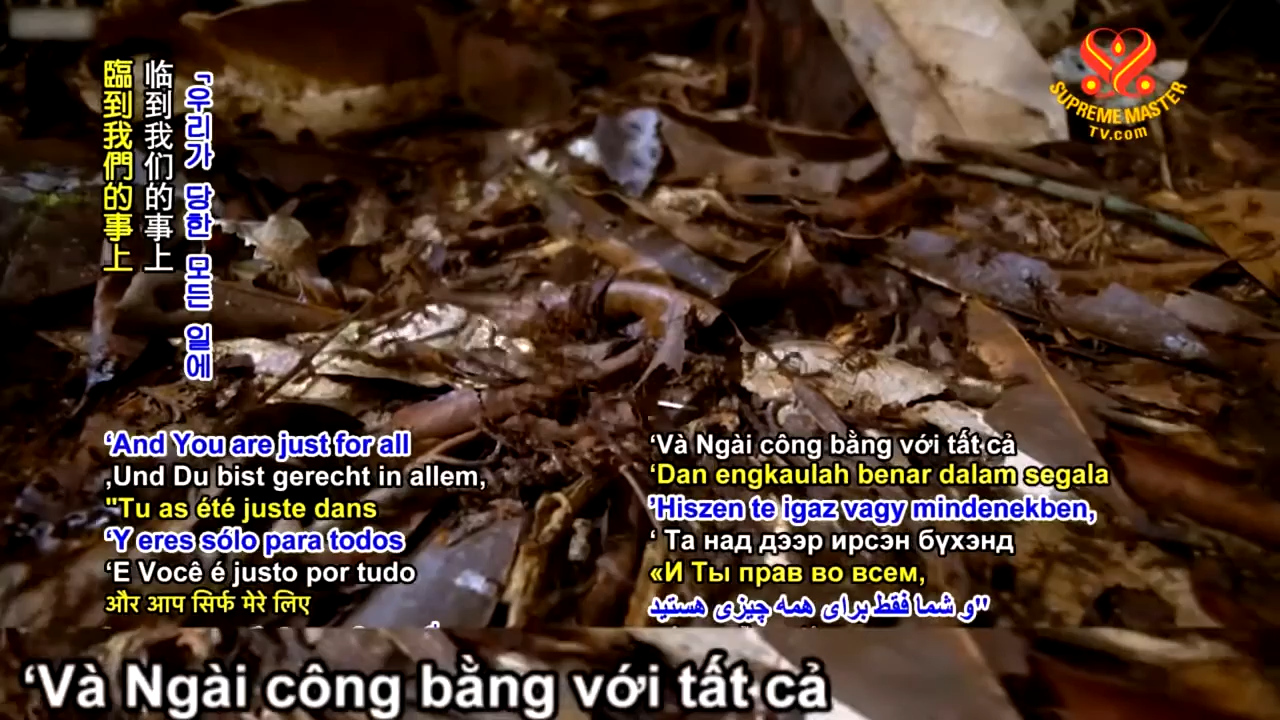 臨到我們的事上
临到我们的事上
『우리가 당한 모든 일에
SUPREME MASTER
TV.com
‘And You are just for all
‚Und Du bist gerecht in allem,
"Tu as été juste dans
‘Y eres sólo para todos
‘E Você é justo por tudo
और आप सिर्फ मेरे लिए
‘Và Ngài công bằng với tất cả
‘Dan engkaulah benar dalam segala
’Hiszen te igaz vagy mindenekben,
‘ Та над дээр ирсэн бүхэнд
«И Ты прав во всем,
"و شما فقط برای همه چیزی هستید
‘Và Ngài công bằng với tất cả